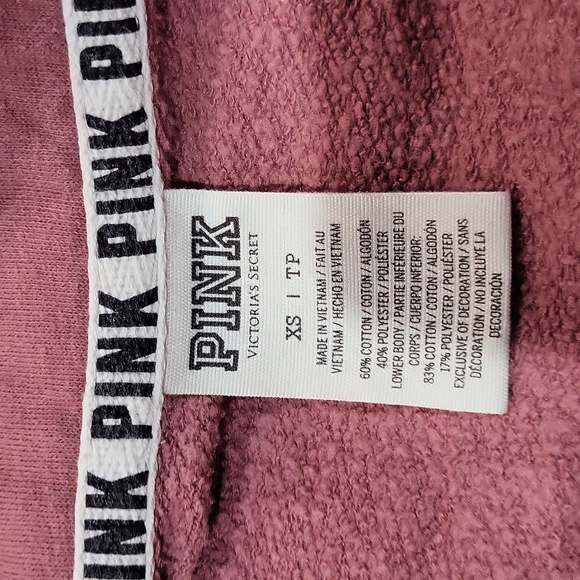 PINK PINK PINK PINK
PINK
VICTORIA'S SECRET
XS | TP
MADE IN VIETNAM / FAIT AU
VIETNAM / HECHO EN VIETNAM
60% COTTON / COTON / ALGODÓN
40% POLYESTER / POLIÉSTER
LOWER BODY / PARTIE INFÉRIEURE DU
CORPS / CUERPO INFERIOR:
83% COTTON / COTON / ALGODÓN
17% POLYESTER / POLIÉSTER
EXCLUSIVE OF DECORATION / SANS
DÉCORATION / NO INCLUYE LA
DECORACIÓN